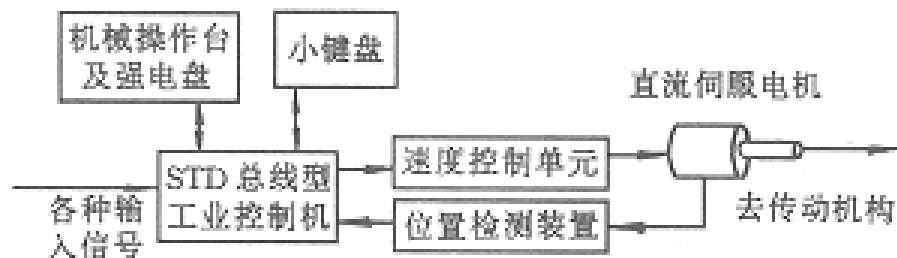 机械操作台
及强电盘
小键盘
直流伺服电机
STD总线型
工业控制机
速度控制单元
各种输
入信号
位置检测装置
去传动机构